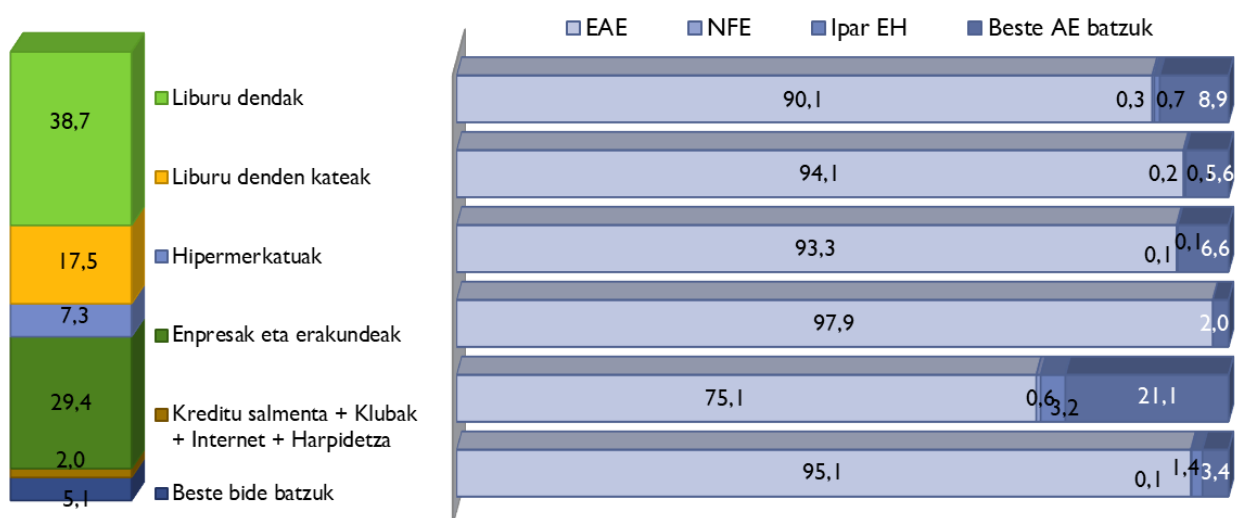 EAE NFE Ipar EH Beste AE batzuk
38,7 Liburu dendak 90,1 0,3 0,7 8,9
17,5 Liburu denden kateak 94,1 0,2 0,5 5,6
7,3 Hipermerkatuak 93,3 0,1 0,1 6,6
29,4 Enpresak eta erakundeak 97,9 2,0
2,0 Kreditu salmenta + Klubak
+ Internet + Harpidetza 75,1 0,6 3,2 21,1
5,1 Beste bide batzuk 95,1 0,1 1,4 3,4